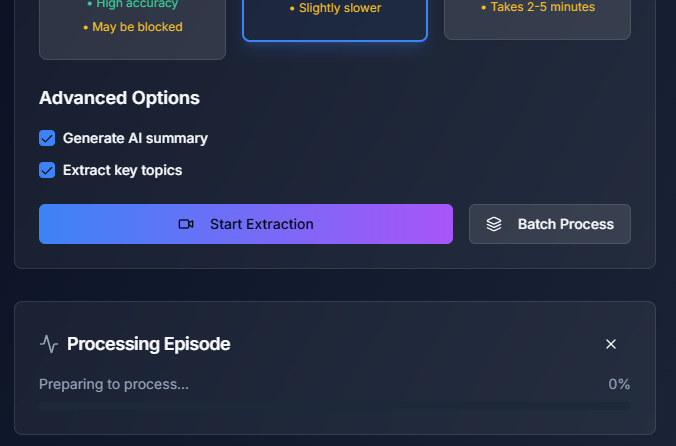 • High accuracy
• May be blocked
• Slightly slower
• Takes 2-5 minutes
Advanced Options
Generate AI summary
Extract key topics
Start Extraction
Batch Process
Processing Episode
Preparing to process...
0%